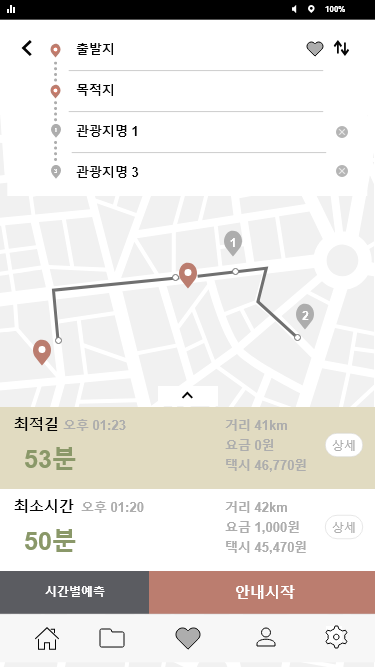 100%
출발지
목적지
1 관광지명 1
3 관광지명 3
1
2
최적길 오후 01:23
53분
거리 41km
요금 0원
택시 46,770원
상세
최소시간 오후 01:20
50분
거리 42km
요금 1,000원
택시 45,470원
상세
시간별예측
안내시작